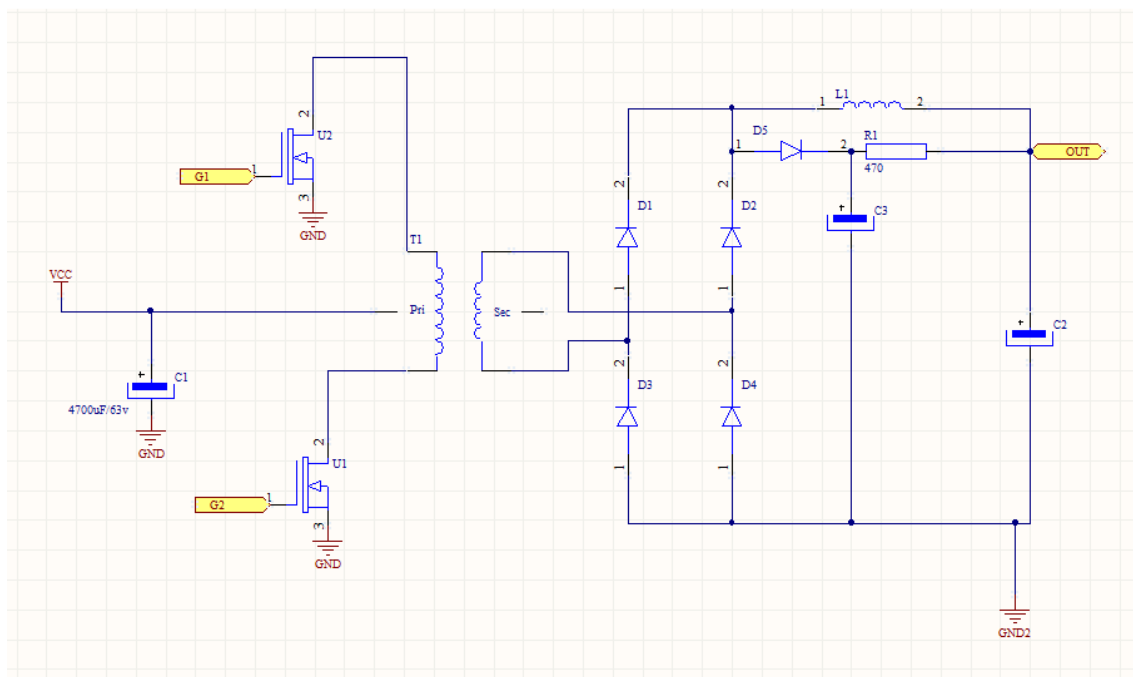 L1
1
2
D5
1
2
R1
470
OUT
2
U2
1
G1
3
GND
2
D1
2
D2
C3
T1
VCC
Pri
Sec
1
1
C2
C1
4700uF/63v
GND
2
D3
2
D4
2
U1
1
G2
3
GND
1
1
GND2